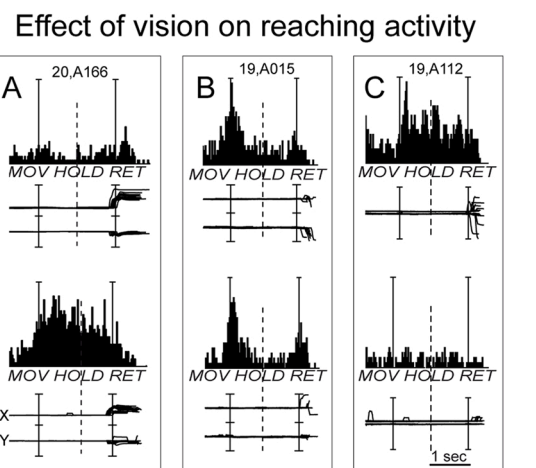 Effect of vision on reaching activity
A
20,A166
MOV HOLD RET
MOV HOLD RET
X
Y
B
19,A015
MOV HOLD RET
MOV HOLD RET
C
19,A112
MOV HOLD RET
MOV HOLD RET
1 sec